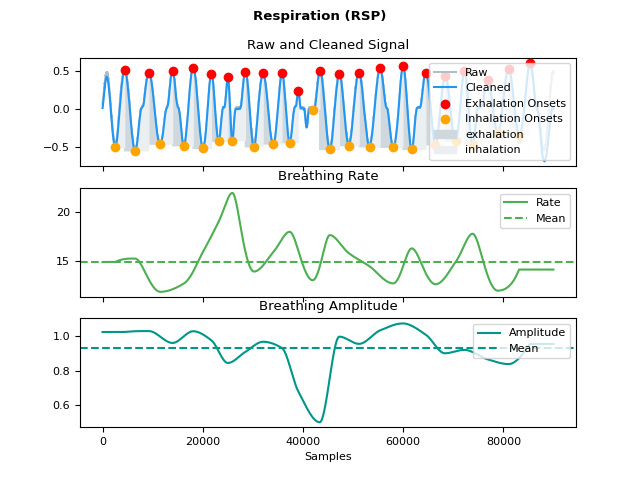 Respiration (RSP)
Raw and Cleaned Signal
0.5
0.0
−0.5
Raw
Cleaned
Exhalation Onsets
Inhalation Onsets
exhalation
inhalation
Breathing Rate
20
15
Rate
Mean
Breathing Amplitude
1.0
0.8
0.6
Amplitude
Mean
0
20000
40000
60000
80000
Samples